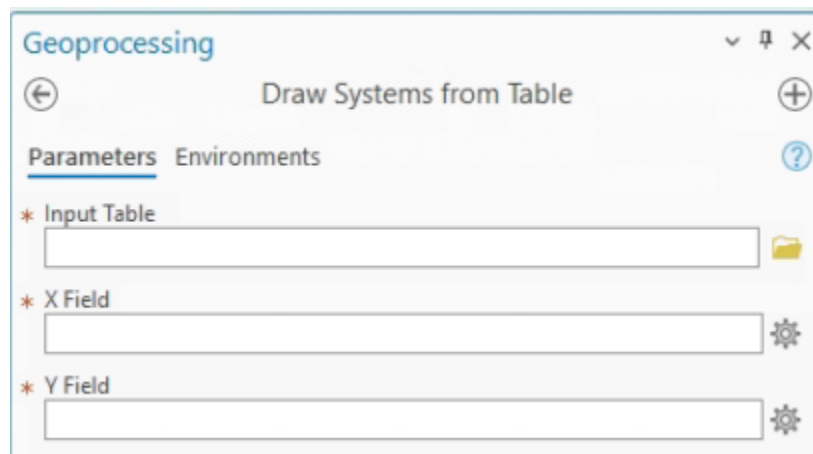 Geoprocessing
Draw Systems from Table
Parameters Environments
* Input Table
* X Field
* Y Field